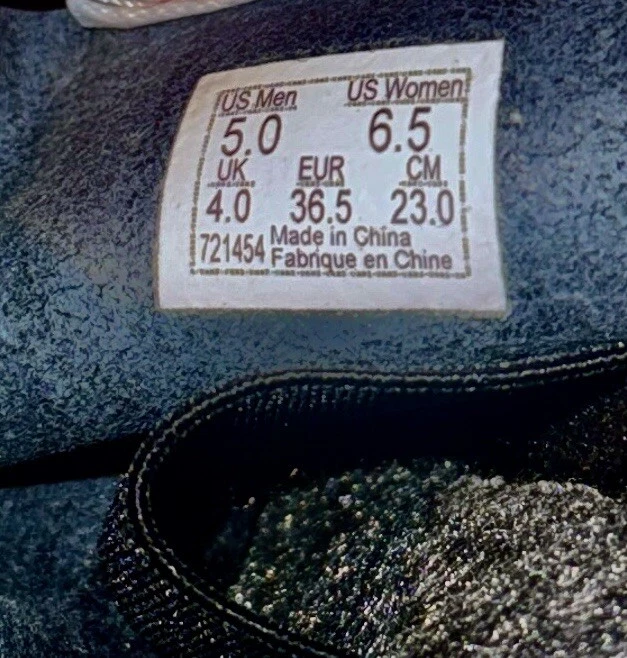 US Men US Women
5.0 6.5
UK EUR CM
4.0 36.5 23.0
721454 Made in China
Fabrique en Chine